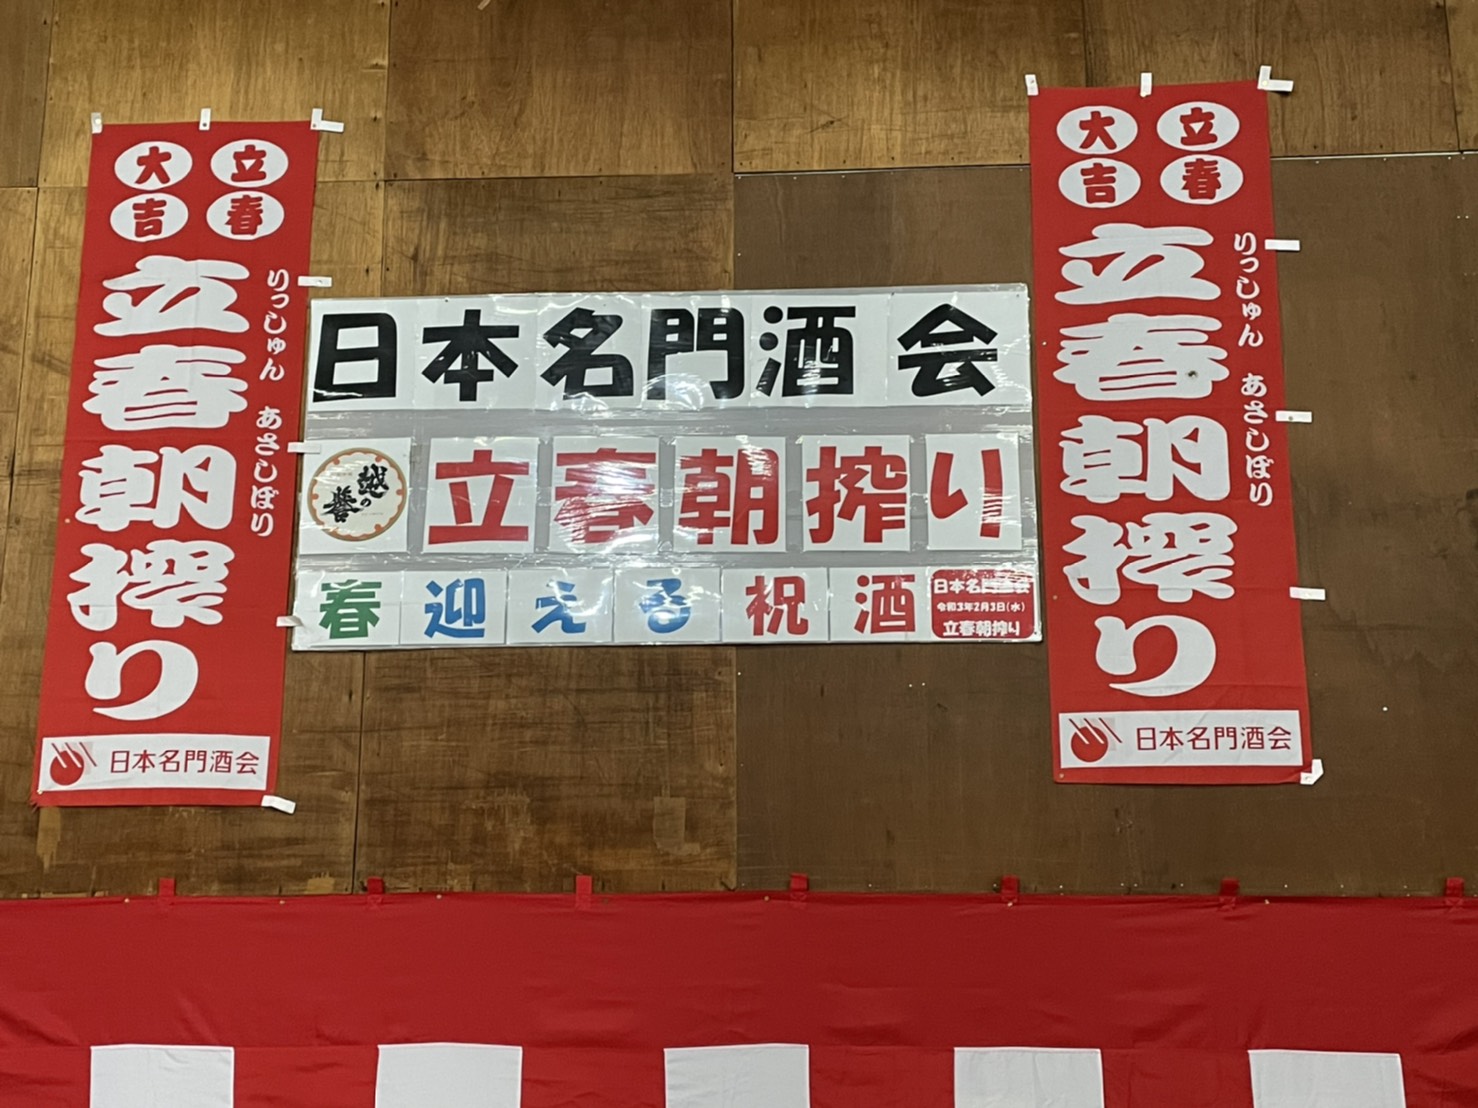 立春
大吉
立春朝搾り
りっしゅん あさしぼり
日本名門酒会
日本名門酒会
越の誉
立春朝搾り
春迎える祝酒
日本名門酒会
令和3年2月3日(水)
立春朝搾り
立春
大吉
立春朝搾り
りっしゅん あさしぼり
日本名門酒会